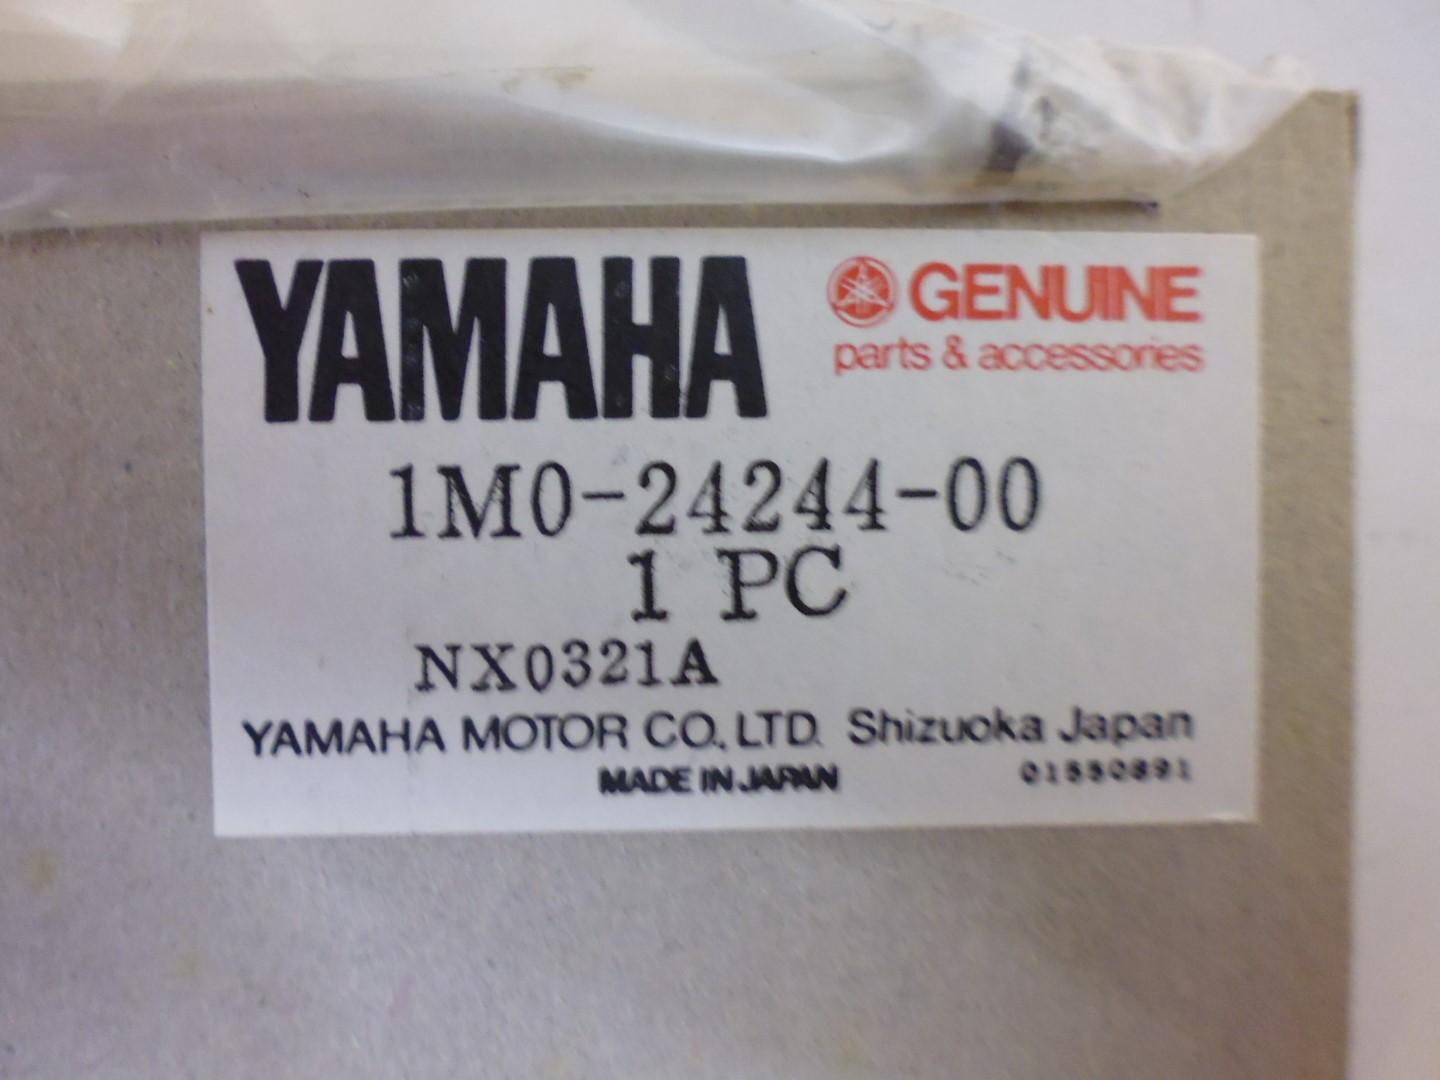 YAMAHA
GENUINE
parts & accessories
1M0-24244-00
1 PC
NX0321A
YAMAHA MOTOR CO., LTD. Shizuoka Japan
MADE IN JAPAN
01550891